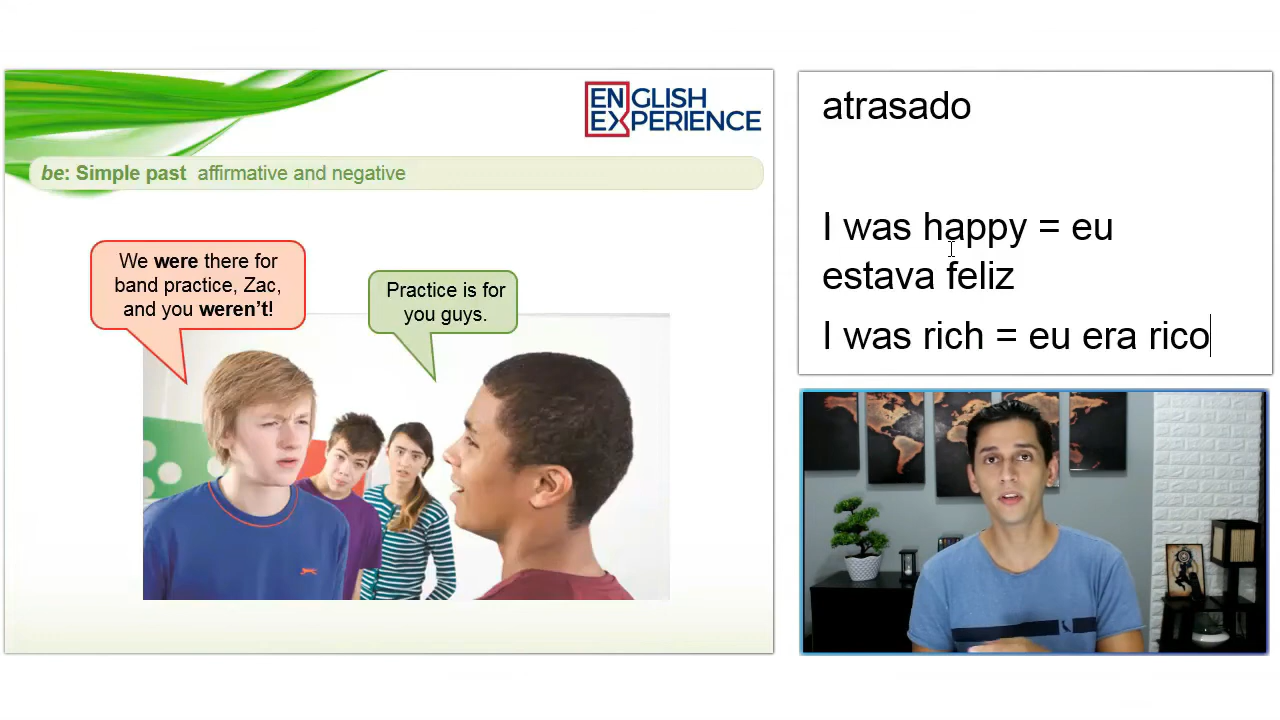 ENGLISH
EXPERIENCE
be: Simple past affirmative and negative
We were there for
band practice, Zac,
and you weren't!
Practice is for
you guys.
atrasado
I was happy = eu
estava feliz
I was rich = eu era rico